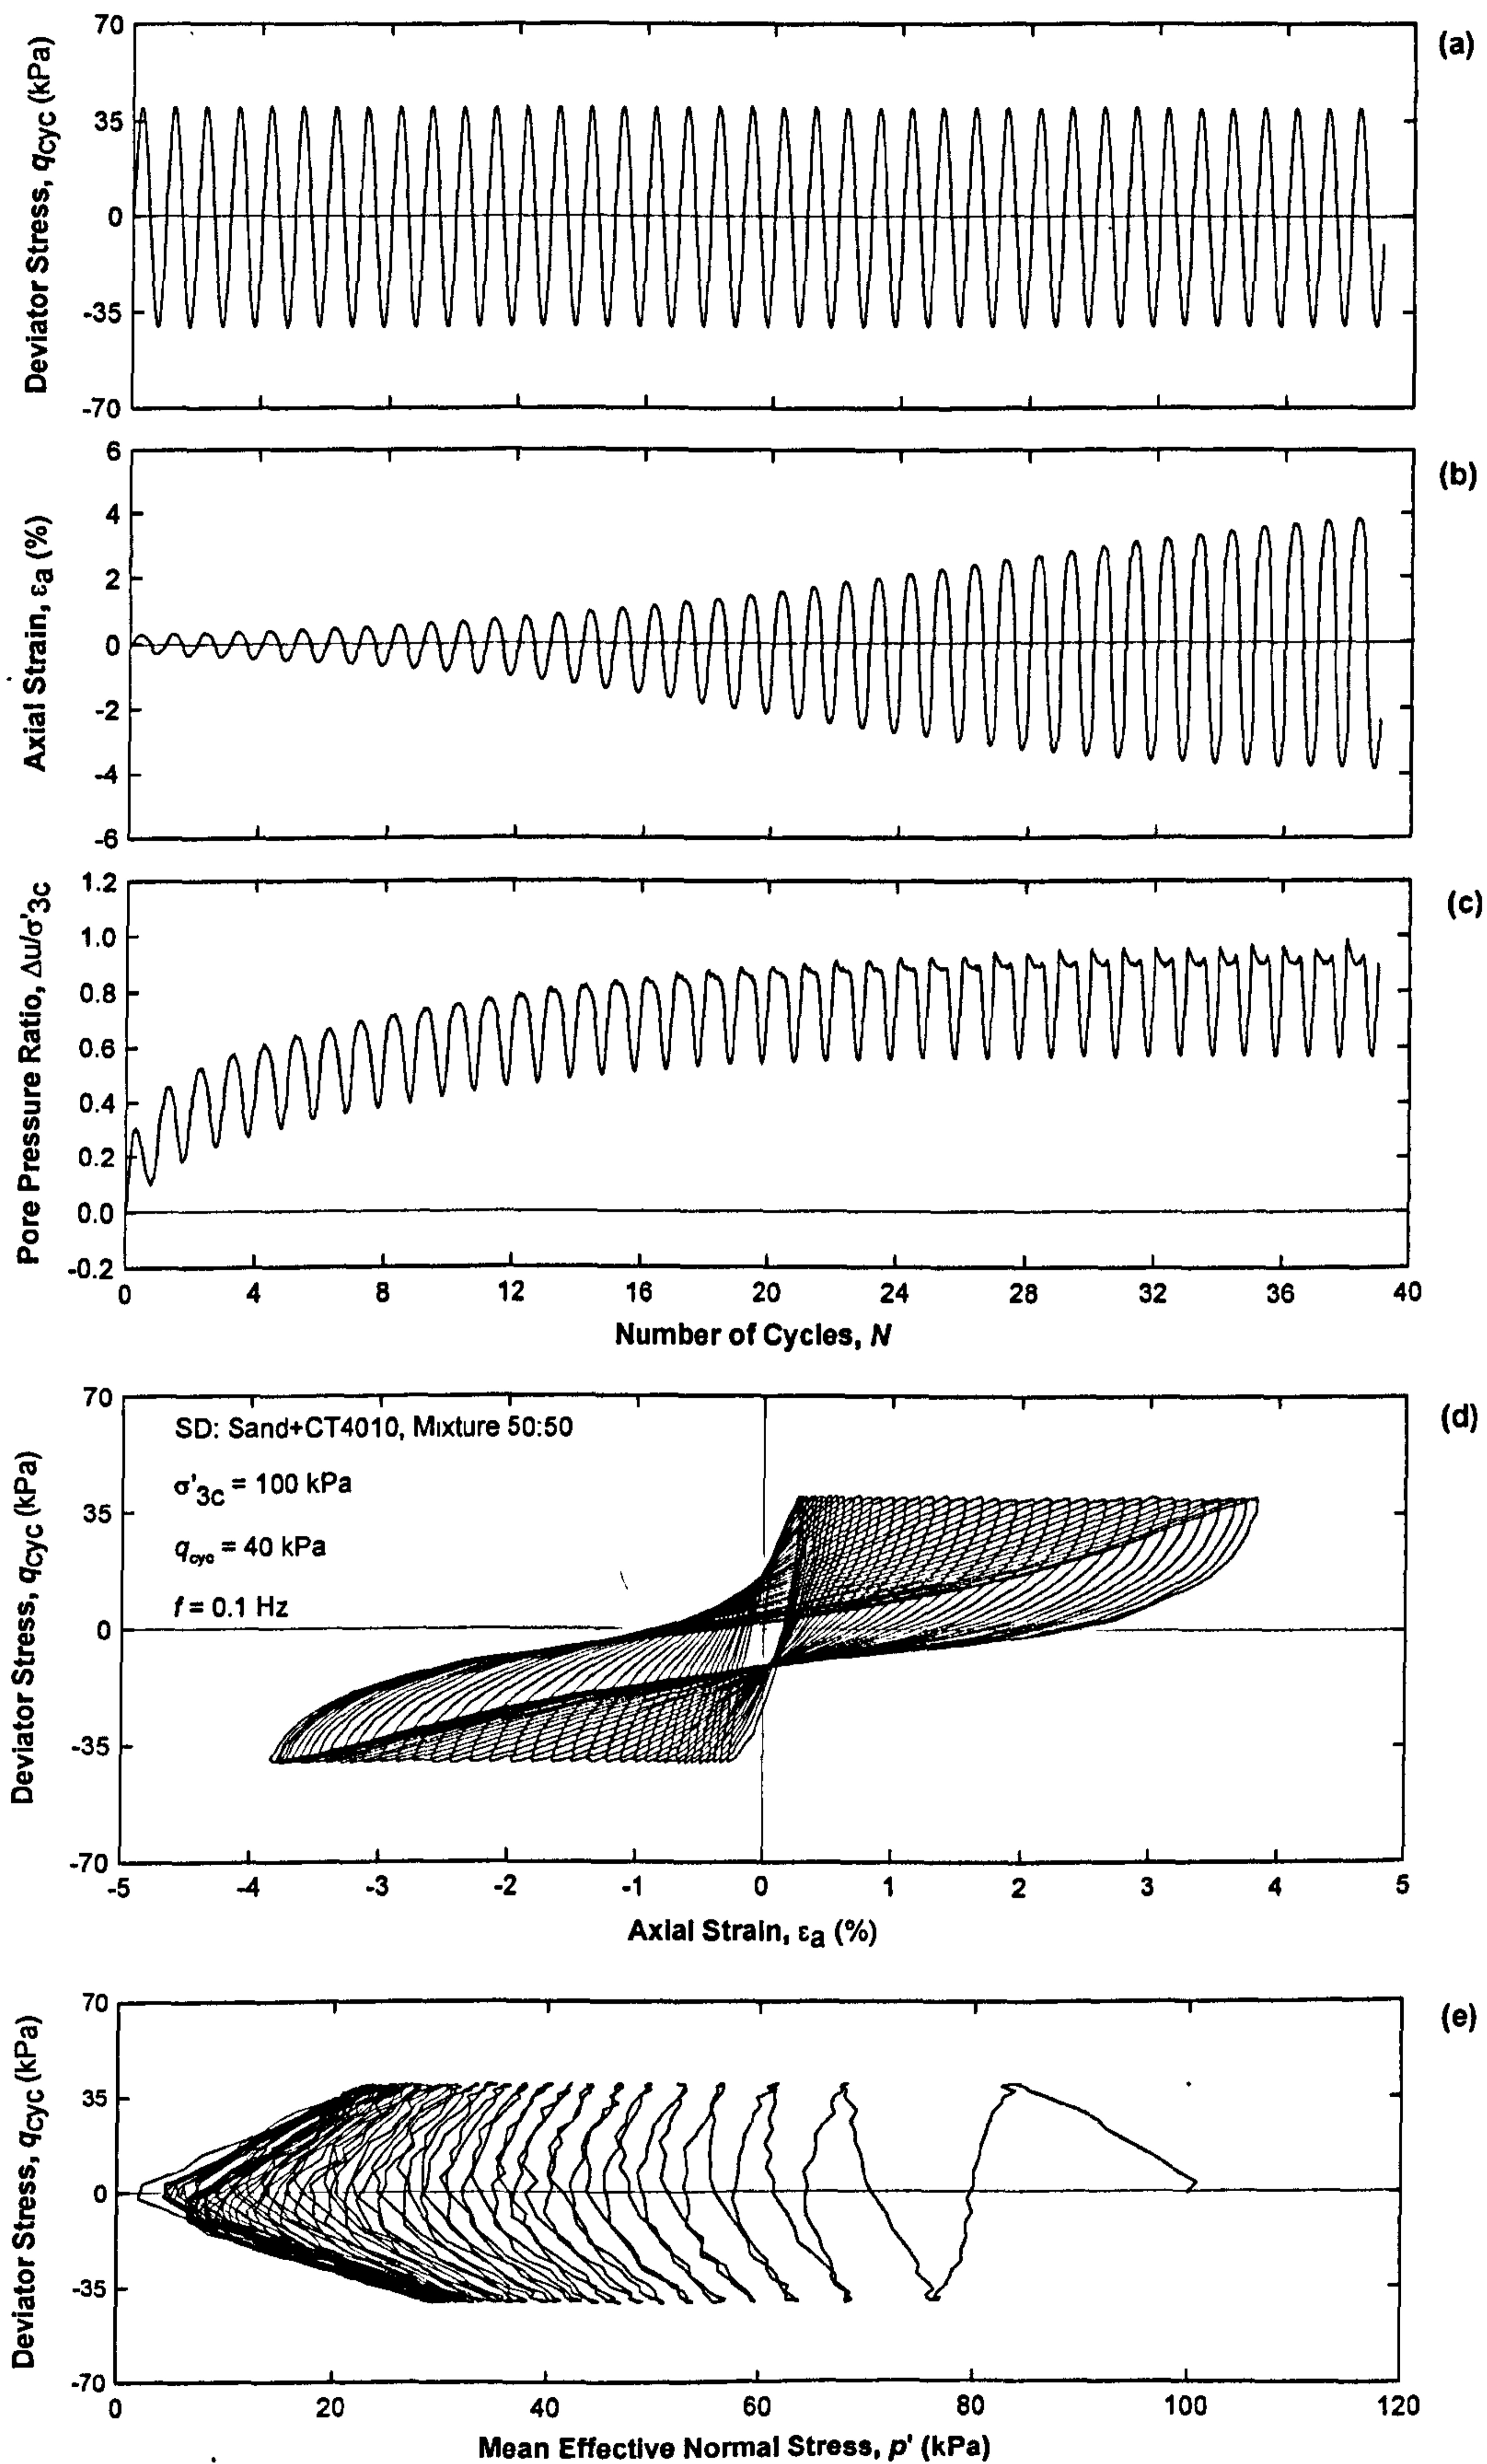 (a)
Deviator Stress, qcyc (kPa)
70
35
0
-35
-70
(b)
Axial Strain, εa (%)
6
4
2
0
-2
-4
-6
(c)
Pore Pressure Ratio, Δu/σ'3c
1.2
1.0
0.8
0.6
0.4
0.2
0.0
-0.2
0 4 8 12 16 20 24 28 32 36 40
Number of Cycles, N
(d)
Deviator Stress, qcyc (kPa)
70
35
0
-35
-70
SD: Sand+CT4010, Mixture 50:50
σ'3c = 100 kPa
qcyc = 40 kPa
f = 0.1 Hz
-5 -4 -3 -2 -1 0 1 2 3 4 5
Axial Strain, εa (%)
(e)
Deviator Stress, qcyc (kPa)
70
35
0
-35
-70
0 20 40 60 80 100 120
Mean Effective Normal Stress, p' (kPa)